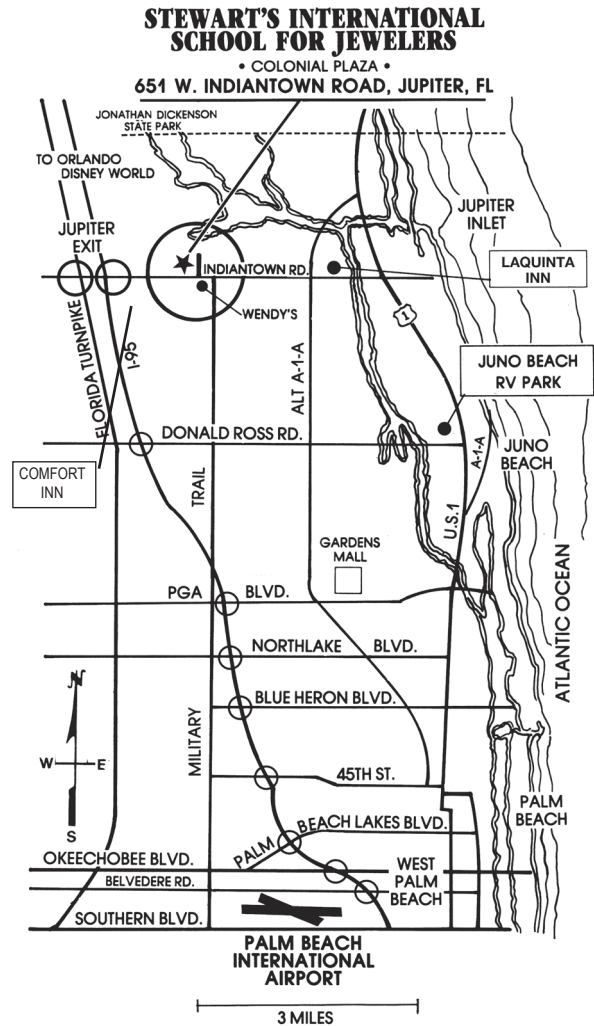 STEWART'S INTERNATIONAL
SCHOOL FOR JEWELERS
• COLONIAL PLAZA •
651 W. INDIANTOWN ROAD, JUPITER, FL
JONATHAN DICKENSON
STATE PARK
TO ORLANDO
DISNEY WORLD
JUPITER
EXIT
JUPITER
INLET
LAQUINTA
INN
INDIANTOWN RD.
WENDY'S
FLORIDA TURNPIKE
I-95
ALT A-1-A
1
JUNO BEACH
RV PARK
DONALD ROSS RD.
A-1-A
JUNO
BEACH
COMFORT
INN
TRAIL
U.S.1
GARDENS
MALL
ATLANTIC OCEAN
PGA BLVD.
NORTHLAKE BLVD.
N
BLUE HERON BLVD.
MILITARY
W E
S
45TH ST.
PALM
BEACH
PALM BEACH LAKES BLVD.
OKEECHOBEE BLVD.
WEST
PALM
BEACH
BELVEDERE RD.
SOUTHERN BLVD.
PALM BEACH
INTERNATIONAL
AIRPORT
3 MILES